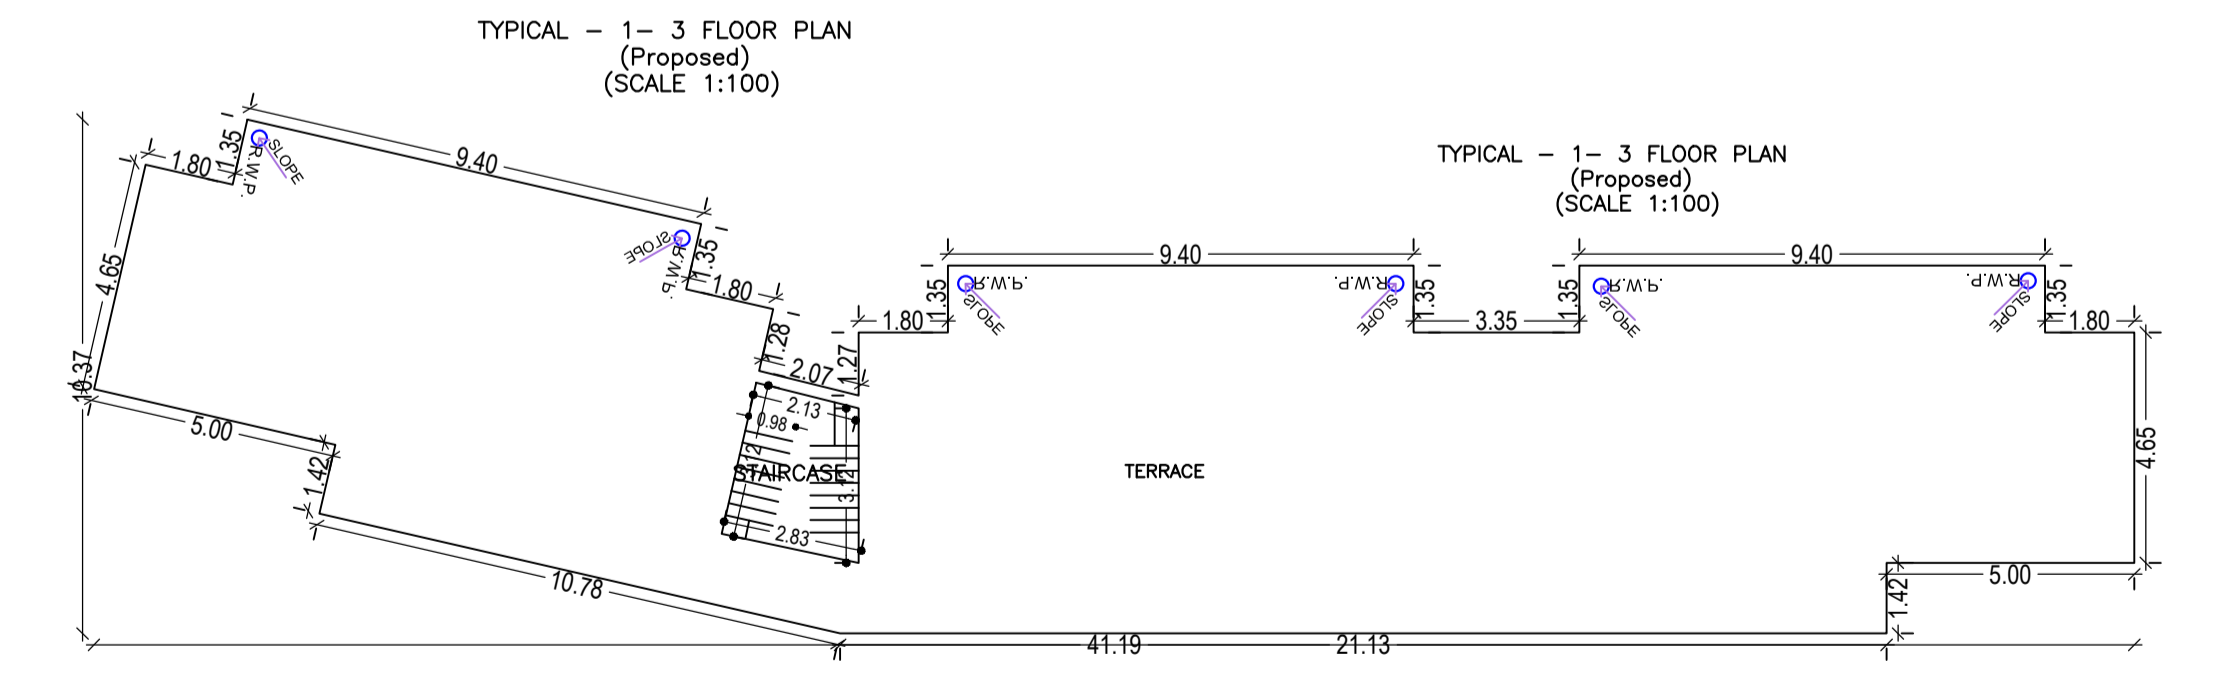 TYPICAL - 1- 3 FLOOR PLAN
(Proposed)
(SCALE 1:100)
TYPICAL - 1- 3 FLOOR PLAN
(Proposed)
(SCALE 1:100)
1.80
1.35
R.W.P.
SLOPE
9.40
4.65
SLOPE
R.W.P.
1.35
1.80
1.28
2.07
1.27
1.80
1.35
9.40
R.W.P.
SLOPE
R.W.P.
SLOPE
1.35
3.35
1.35
9.40
R.W.P.
SLOPE
R.W.P.
SLOPE
1.35
1.80
4.65
5.00
1.42
2.13
0.98
3.12
STAIRCASE
3.12
2.83
TERRACE
5.00
1.42
10.78
41.19
21.13